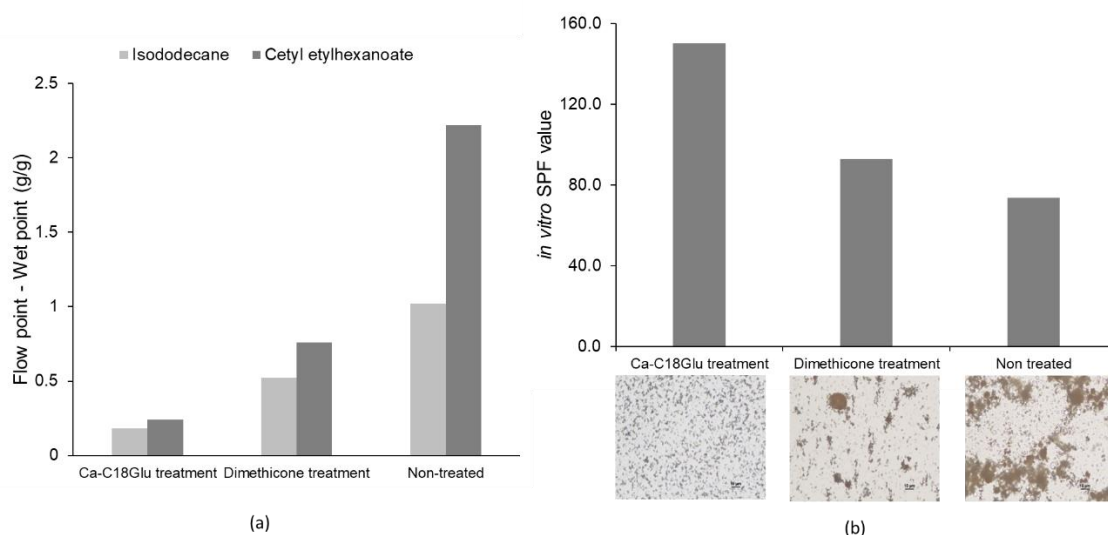 Isododecane Cetyl etylhexanoate
Flow point - Wet point (g/g)
2.5
2
1.5
1
0.5
0
Ca-C18Glu treatment Dimethicone treatment Non-treated
(a)
in vitro SPF value
160.0
120.0
80.0
40.0
0.0
Ca-C18Glu treatment Dimethicone treatment Non treated
(b)